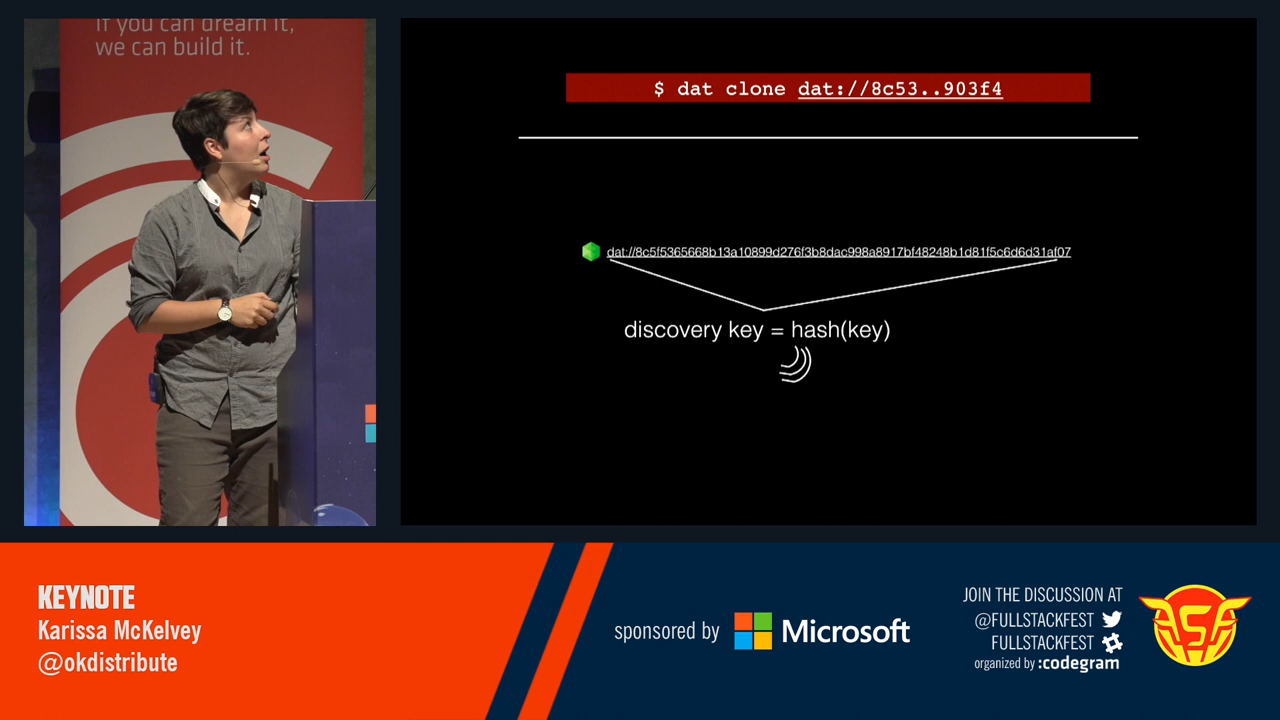 If you can dream it,
we can build it.
$ dat clone dat://8c53..903f4
dat://8c5f5365668b13a10899d276f3b8dac998a8917bf48248b1d81f5c6d6d31af07
discovery key = hash(key)
KEYNOTE
Karissa McKelvey
@okdistribute
sponsored by Microsoft
JOIN THE DISCUSSION AT
@FULLSTACKFEST
FULLSTACKFEST
organized by :codegram
FSF